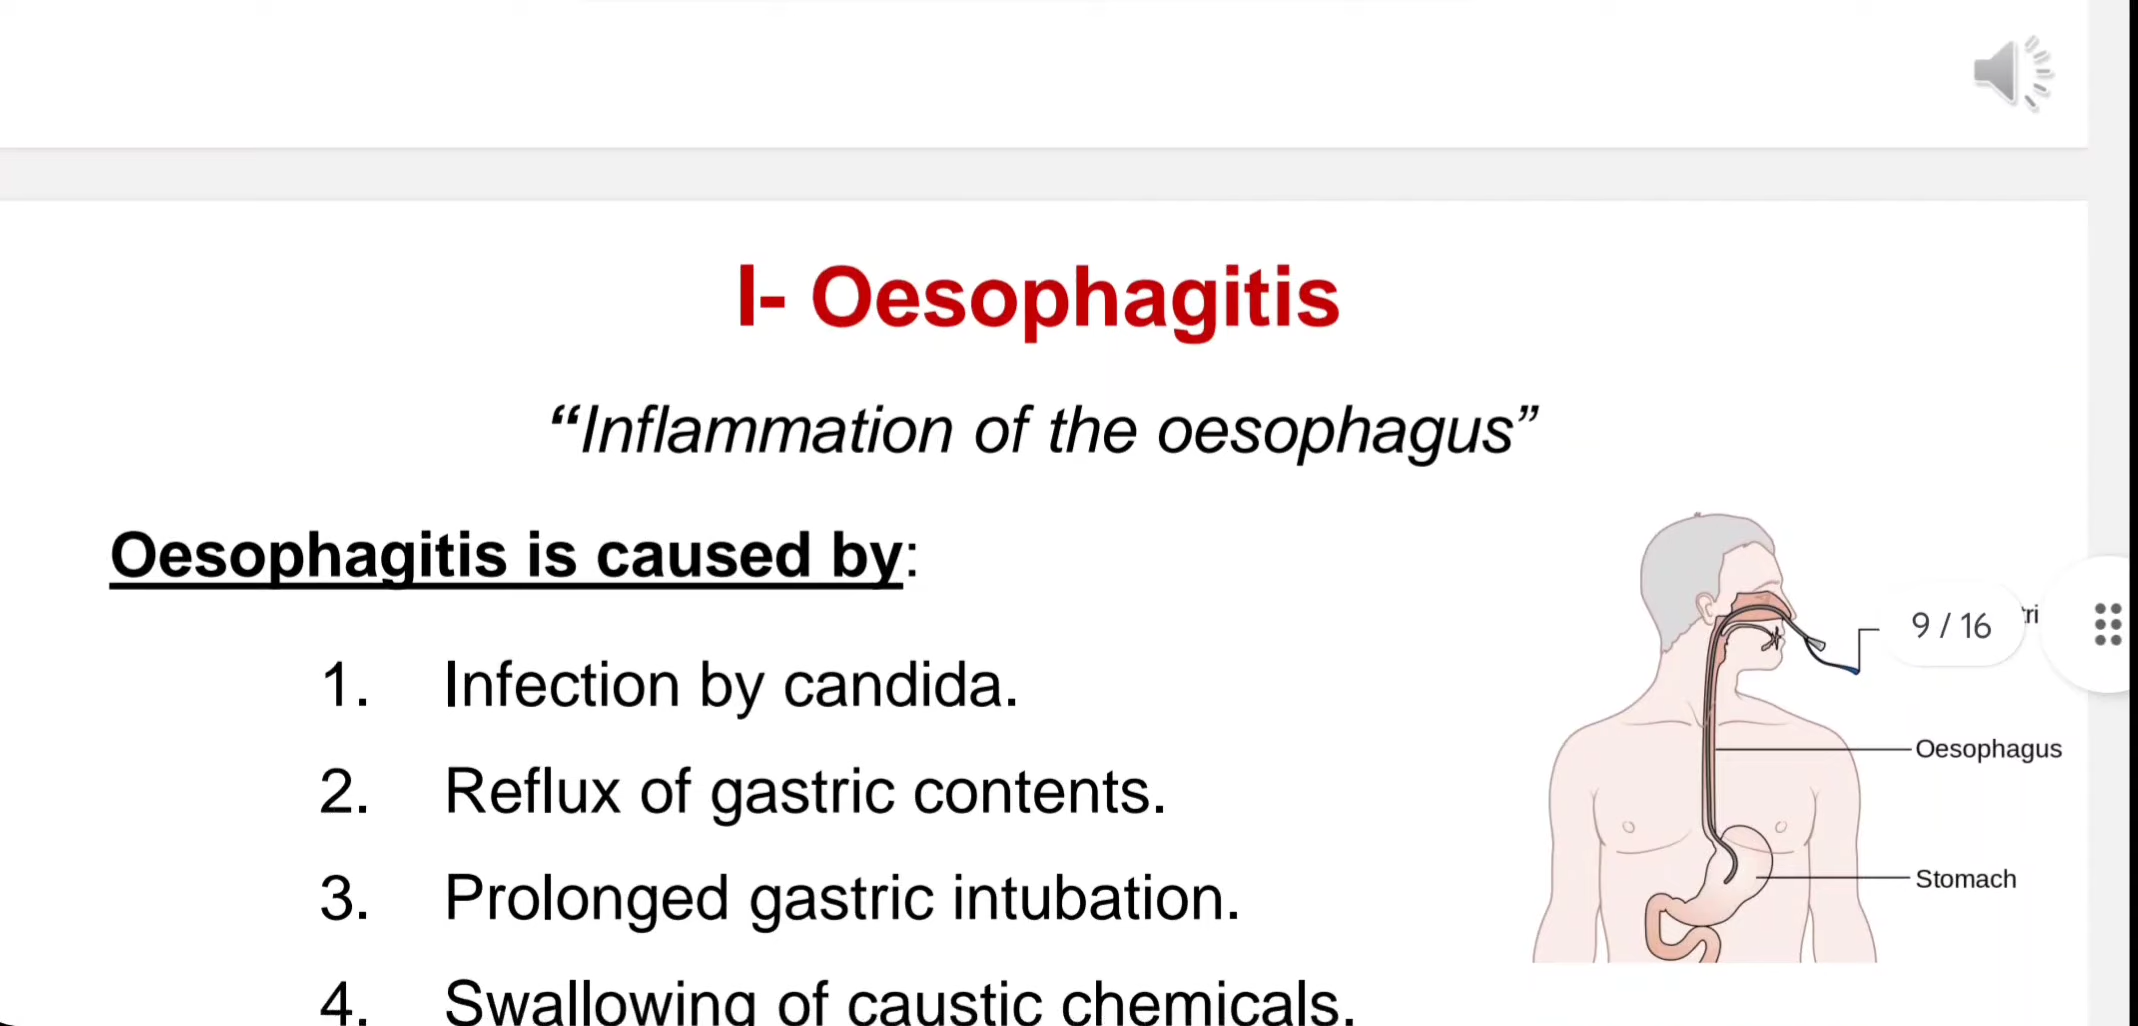 I- Oesophagitis
“Inflammation of the oesophagus”
Oesophagitis is caused by:
1. Infection by candida.
2. Reflux of gastric contents.
3. Prolonged gastric intubation.
4. Swallowing of caustic chemicals.
9 / 16
Oesophagus
Stomach